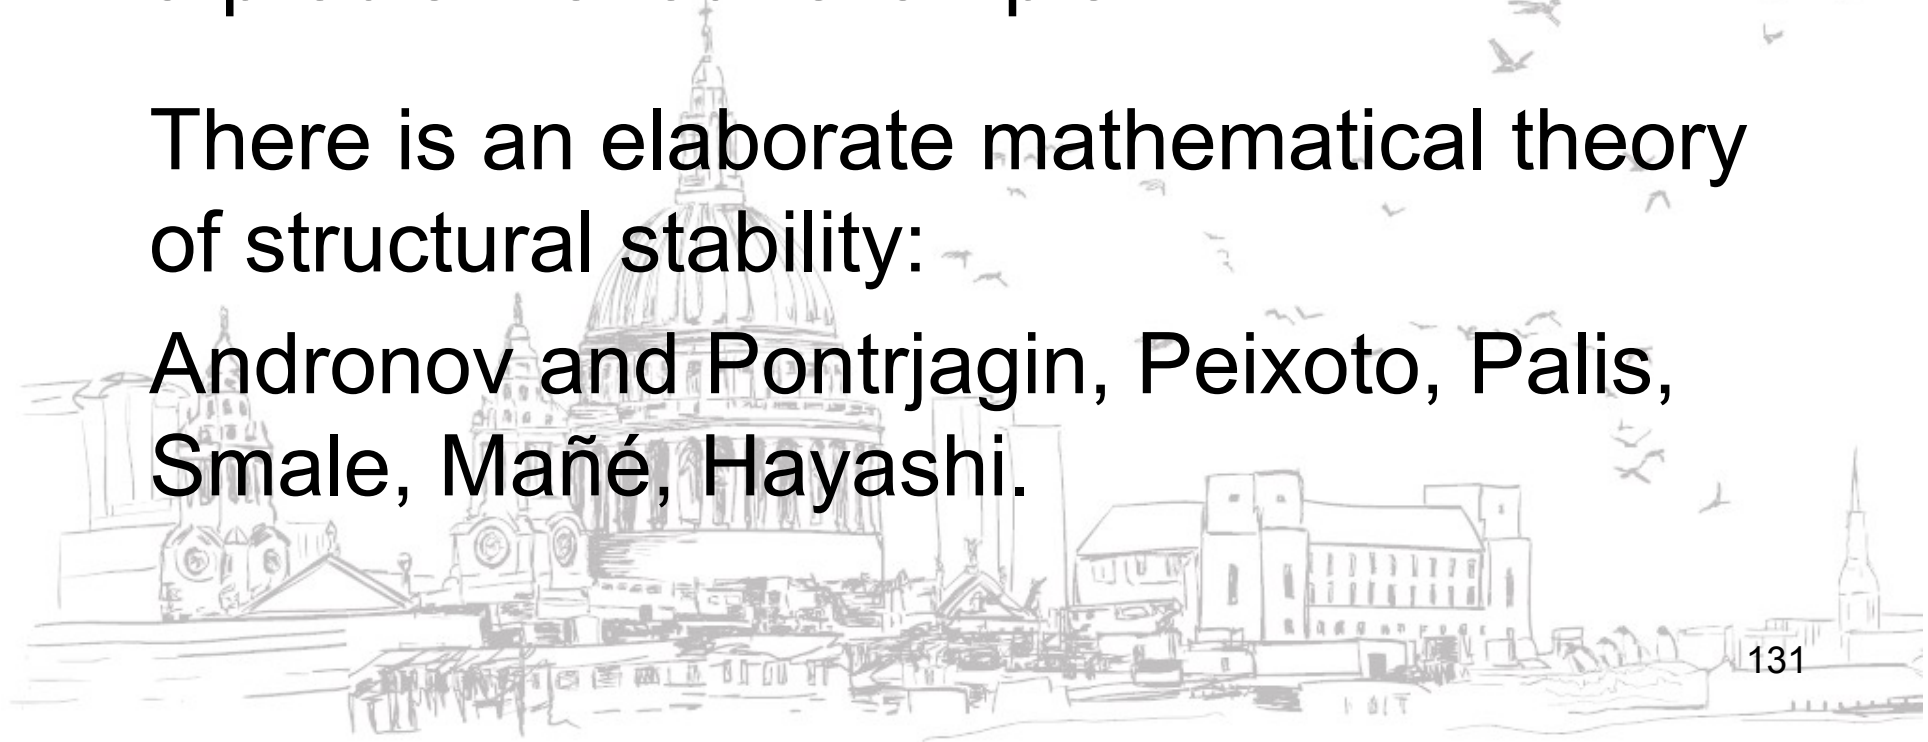 There is an elaborate mathematical theory
of structural stability:
Andronov and Pontrjagin, Peixoto, Palis,
Smale, Mañé, Hayashi.
131